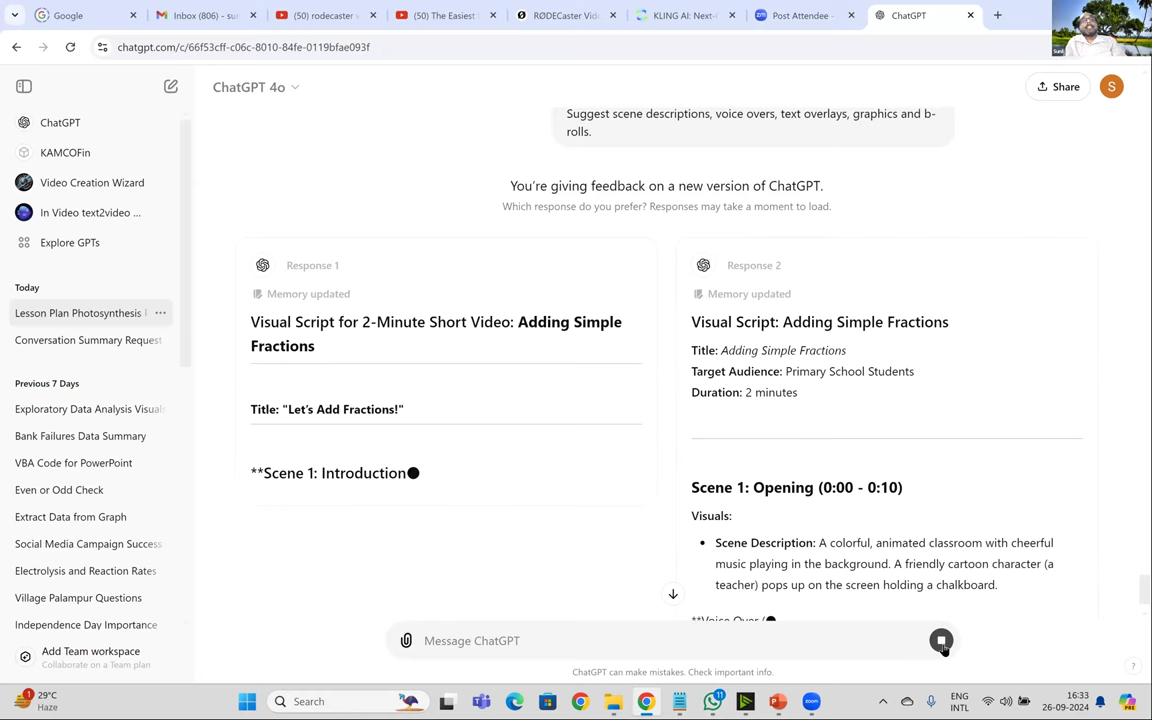 Google
Inbox (806) - sur
(50) rodecaster v
(50) The Easiest t
RØDECaster Vide
KLING AI: Next-G
Post Attendee -
ChatGPT
chatgpt.com/c/66f53cff-c06c-8010-84fe-0119bfae093f
ChatGPT 4o
Share
S
ChatGPT
KAMCOFin
Video Creation Wizard
In Video text2video ...
Explore GPTs
Today
Lesson Plan Photosynthesis
Conversation Summary Request
Previous 7 Days
Exploratory Data Analysis Visuals
Bank Failures Data Summary
VBA Code for PowerPoint
Even or Odd Check
Extract Data from Graph
Social Media Campaign Success
Electrolysis and Reaction Rates
Village Palampur Questions
Independence Day Importance
Add Team workspace
Collaborate on a Team plan
Suggest scene descriptions, voice overs, text overlays, graphics and b-
rolls.
You're giving feedback on a new version of ChatGPT.
Which response do you prefer? Responses may take a moment to load.
Response 1
Memory updated
Visual Script for 2-Minute Short Video: Adding Simple
Fractions
Title: "Let's Add Fractions!"
**Scene 1: Introduction
Response 2
Memory updated
Visual Script: Adding Simple Fractions
Title: Adding Simple Fractions
Target Audience: Primary School Students
Duration: 2 minutes
Scene 1: Opening (0:00 - 0:10)
Visuals:
Scene Description: A colorful, animated classroom with cheerful
music playing in the background. A friendly cartoon character (a
teacher) pops up on the screen holding a chalkboard.
**Voice Over (
Message ChatGPT
ChatGPT can make mistakes. Check important info.
?
1
29°C
Haze
Search
11
ENG
INTL
16:33
26-09-2024
PRE